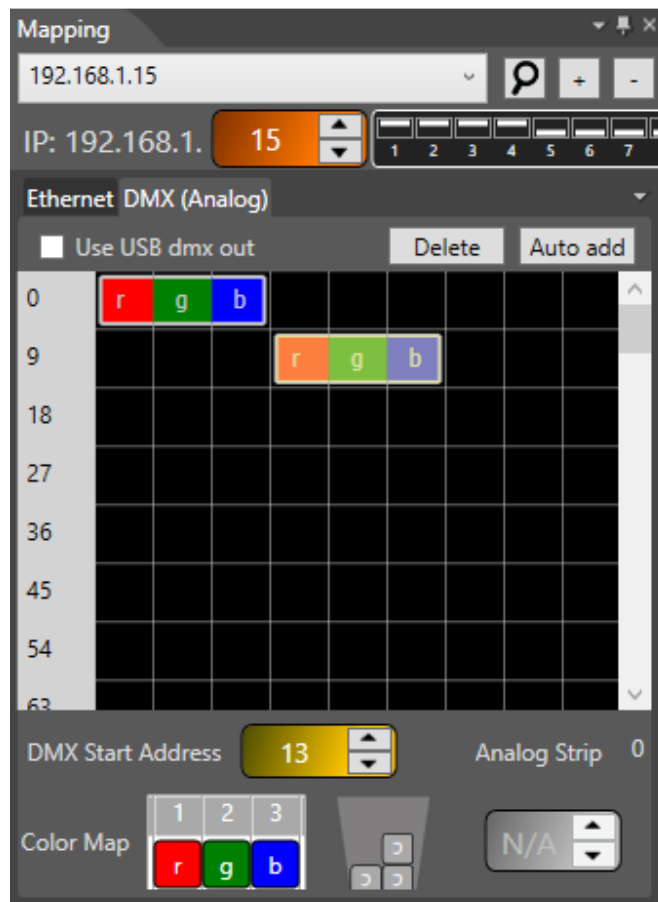 Mapping
192.168.1.15
+ -
IP: 192.168.1. 15 1 2 3 4 5 6 7
Ethernet DMX (Analog)
Use USB dmx out Delete Auto add
0 r g b
9 r g b
18
27
36
45
54
63
DMX Start Address 13 Analog Strip 0
1 2 3
Color Map r g b N/A